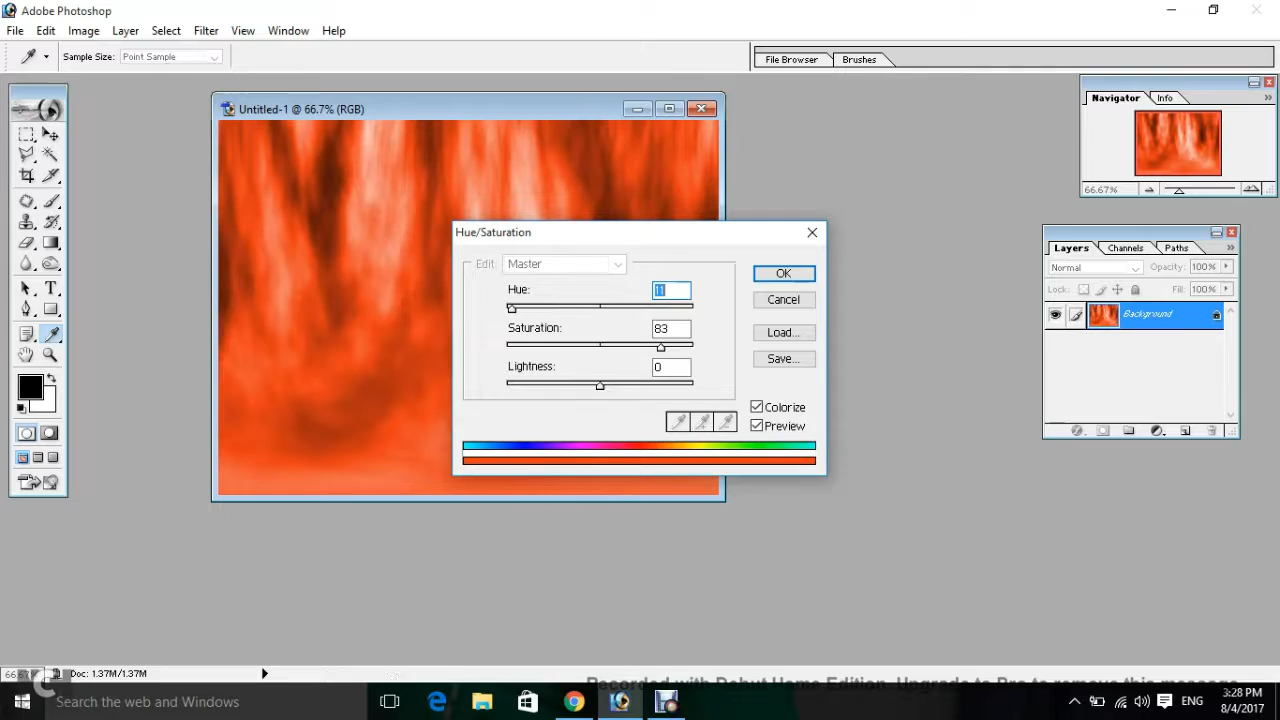 Adobe Photoshop
File Edit Image Layer Select Filter View Window Help
Sample Size: Point Sample
File Browser Brushes
Untitled-1 @ 66.7% (RGB)
Navigator Info
66.67%
Hue/Saturation
Edit: Master
Hue: 11
Saturation: 83
Lightness: 0
OK
Cancel
Load...
Save...
Colorize
Preview
Layers Channels Paths
Normal Opacity: 100%
Lock: Fill: 100%
Background
T
Doc: 1.37M/1.37M
Recorded with Debut Home Edition. Upgrade to Pro to remove this message
Search the web and Windows
ENG
3:28 PM
8/4/2017